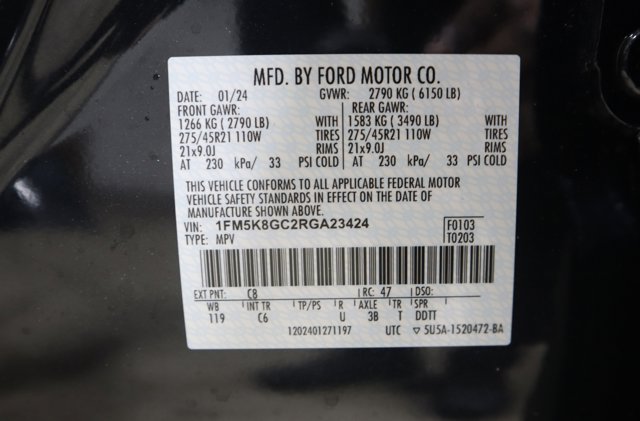 MFD. BY FORD MOTOR CO.
DATE: 01/24 GVWR: 2790 KG ( 6150 LB)
FRONT GAWR: REAR GAWR:
1266 KG ( 2790 LB) 1583 KG ( 3490 LB)
275/45R21 110W TIRES 275/45R21 110W
21x9.0J RIMS 21x9.0J
AT 230 kPa/ 33 PSI COLD AT 230 kPa/ 33 PSI COLD
THIS VEHICLE CONFORMS TO ALL APPLICABLE FEDERAL MOTOR
VEHICLE SAFETY STANDARDS IN EFFECT ON THE DATE OF
MANUFACTURE SHOWN ABOVE.
VIN: 1FM5K8GC2RGA23424 F0103
TYPE: MPV T0203
EXT PNT: C8 RC: 47 DSO:
WB INT TR TP/PS R AXLE TR SPR
119 C6 U 3B T DDTT
1202401271197 UTC ▽ 5U5A-1520472-BA